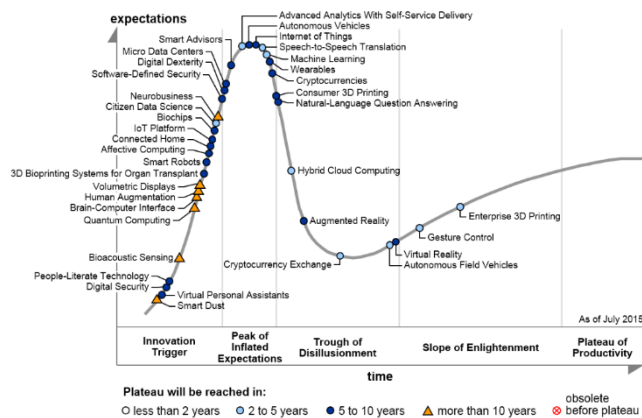 expectations
Advanced Analytics With Self-Service Delivery
Autonomous Vehicles
Internet of Things
Speech-to-Speech Translation
Machine Learning
Wearables
Cryptocurrencies
Consumer 3D Printing
Natural-Language Question Answering
Smart Advisors
Micro Data Centers
Digital Dexterity
Software-Defined Security
Neurobusiness
Citizen Data Science
Biochips
IoT Platform
Connected Home
Affective Computing
Smart Robots
3D Bioprinting Systems for Organ Transplant
Volumetric Displays
Human Augmentation
Brain-Computer Interface
Quantum Computing
Bioacoustic Sensing
People-Literate Technology
Digital Security
Virtual Personal Assistants
Smart Dust
Hybrid Cloud Computing
Augmented Reality
Cryptocurrency Exchange
Enterprise 3D Printing
Gesture Control
Virtual Reality
Autonomous Field Vehicles
As of July 2015
Innovation
Trigger
Peak of
Inflated
Expectations
Trough of
Disillusionment
Slope of Enlightenment
Plateau of
Productivity
time
Plateau will be reached in:
less than 2 years
2 to 5 years
5 to 10 years
more than 10 years
obsolete
before plateau